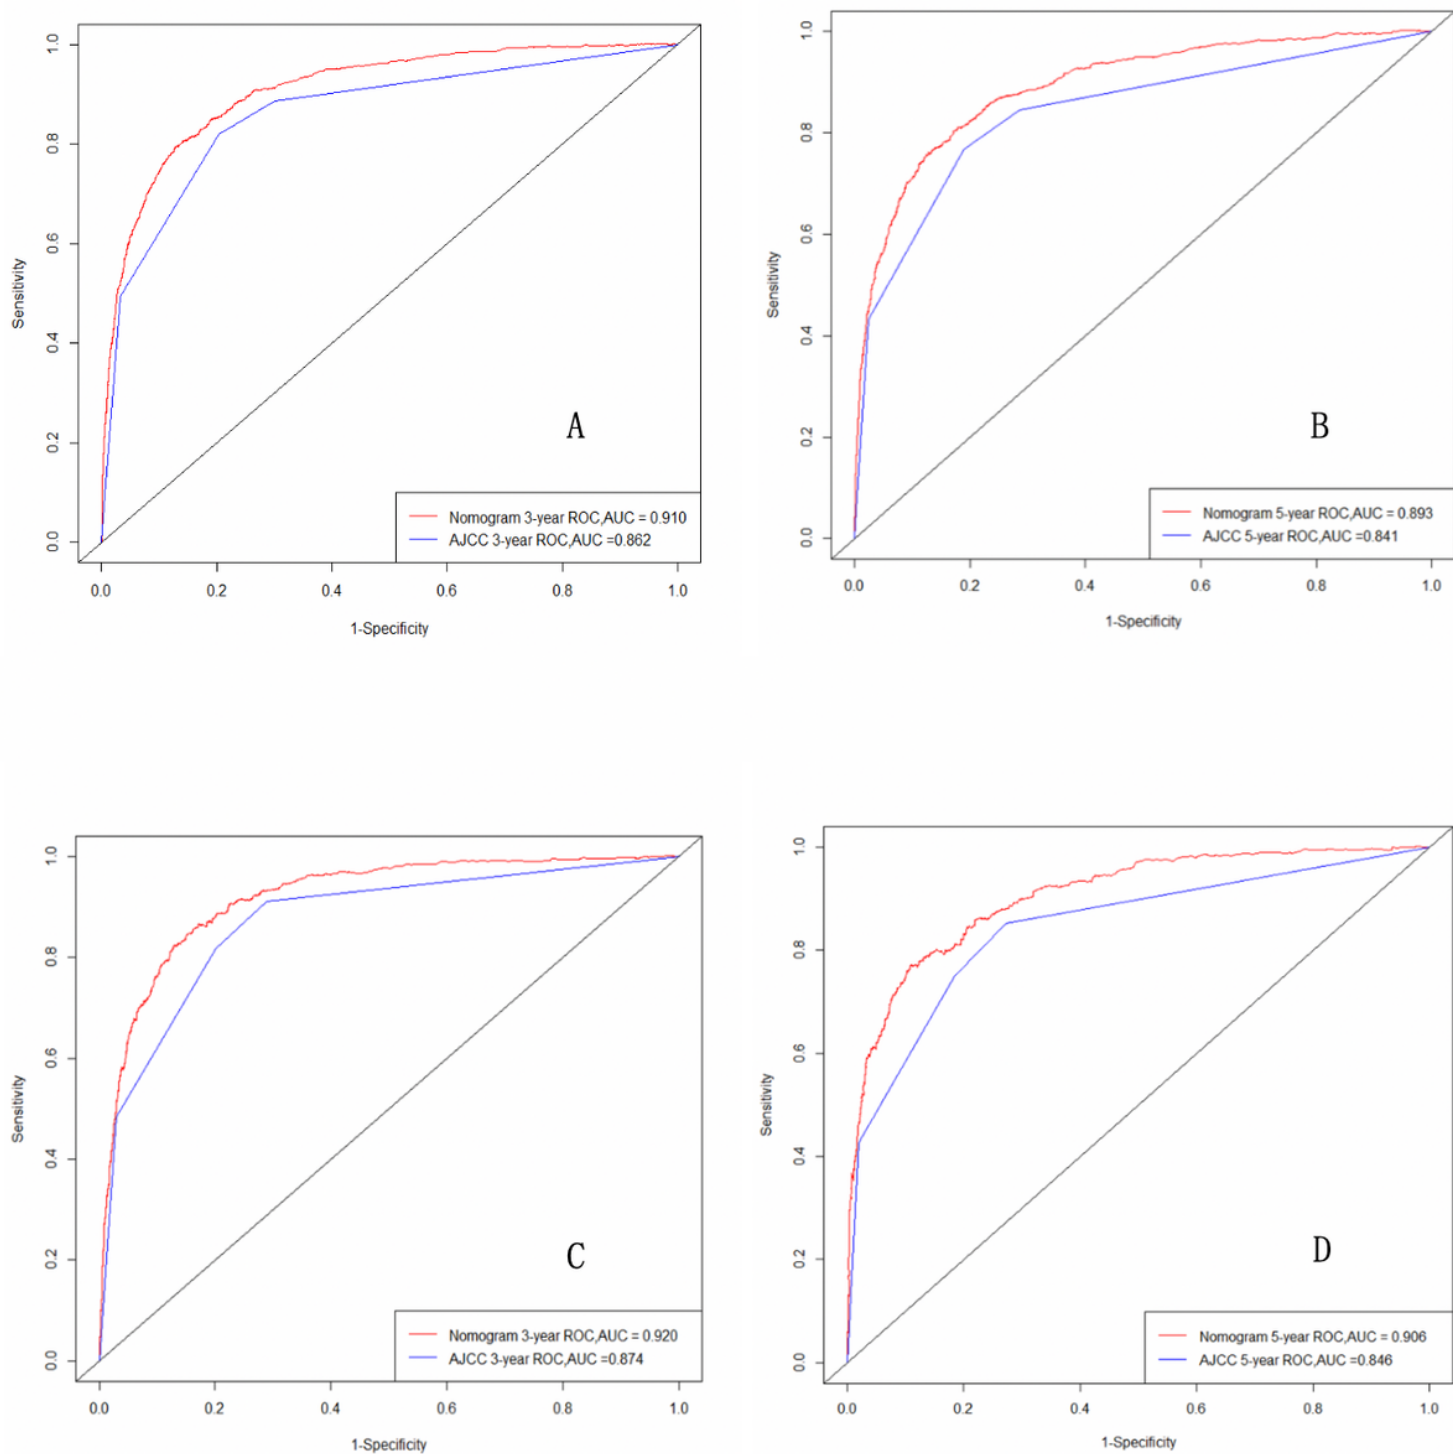 1.0
0.8
0.6
0.4
0.2
0.0
Sensitivity
A
Nomogram 3-year ROC,AUC = 0.910
AJCC 3-year ROC,AUC =0.862
0.0 0.2 0.4 0.6 0.8 1.0
1-Specificity
1.0
0.8
0.6
0.4
0.2
0.0
Sensitivity
B
Nomogram 5-year ROC,AUC = 0.893
AJCC 5-year ROC,AUC =0.841
0.0 0.2 0.4 0.6 0.8 1.0
1-Specificity
1.0
0.8
0.6
0.4
0.2
0.0
Sensitivity
C
Nomogram 3-year ROC,AUC = 0.920
AJCC 3-year ROC,AUC =0.874
0.0 0.2 0.4 0.6 0.8 1.0
1-Specificity
1.0
0.8
0.6
0.4
0.2
0.0
Sensitivity
D
Nomogram 5-year ROC,AUC = 0.906
AJCC 5-year ROC,AUC =0.846
0.0 0.2 0.4 0.6 0.8 1.0
1-Specificity